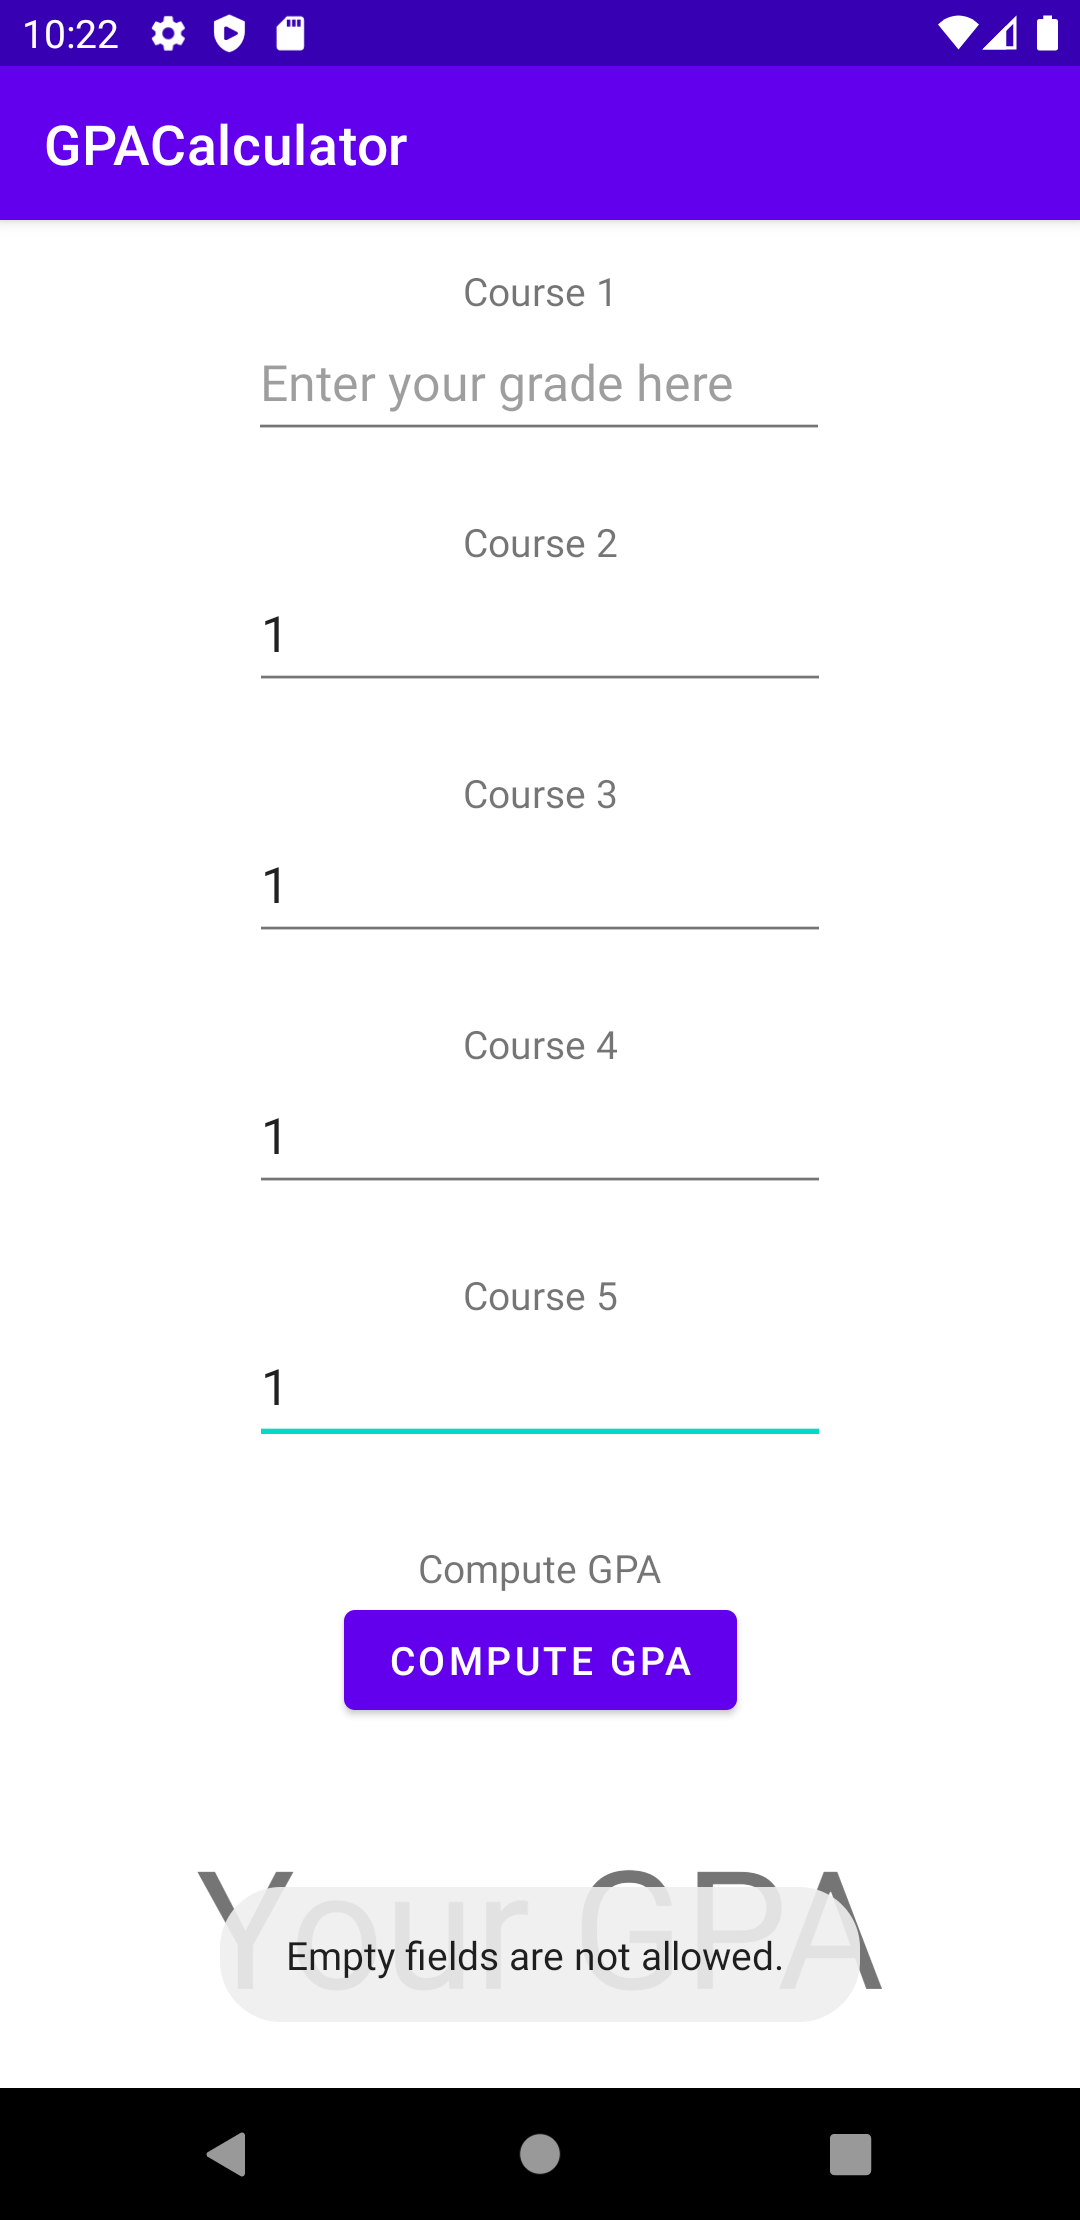 10:22
GPACalculator
Course 1
Enter your grade here
Course 2
1
Course 3
1
Course 4
1
Course 5
1
Compute GPA
COMPUTE GPA
Your GPA
Empty fields are not allowed.